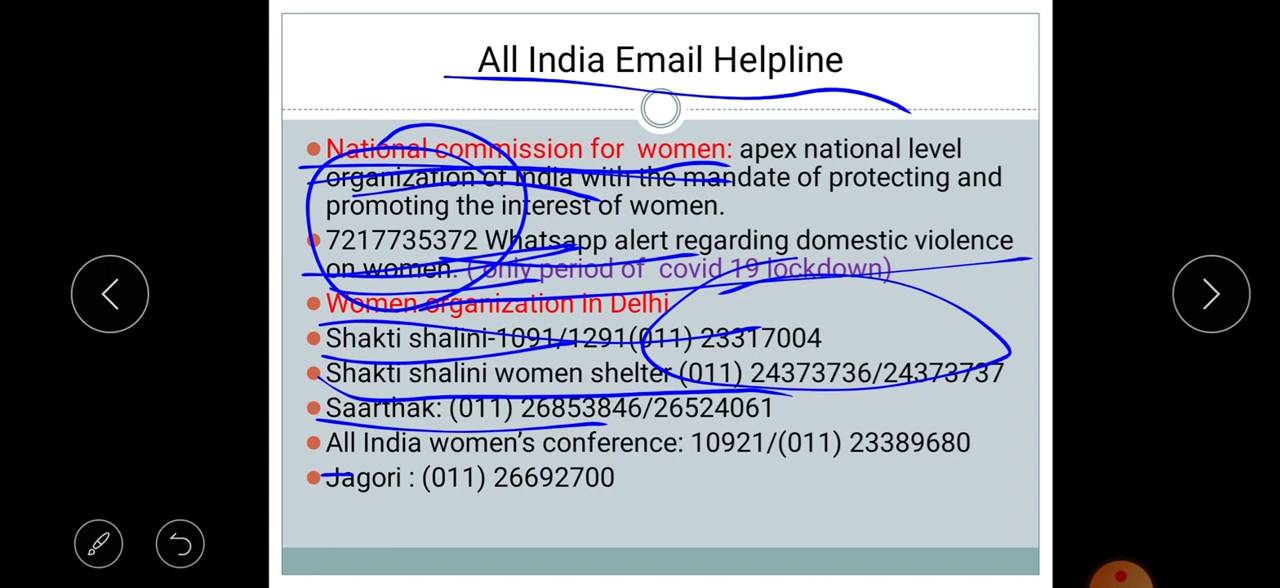 All India Email Helpline
National commission for women: apex national level
organization of India with the mandate of protecting and
promoting the interest of women.
7217735372 Whatsapp alert regarding domestic violence
on women. ( only period of covid 19 lockdown)
Women organization in Delhi
Shakti shalini-1091/1291(011) 23317004
Shakti shalini women shelter (011) 24373736/24373737
Saarthak: (011) 26853846/26524061
All India women's conference: 10921/(011) 23389680
Jagori : (011) 26692700